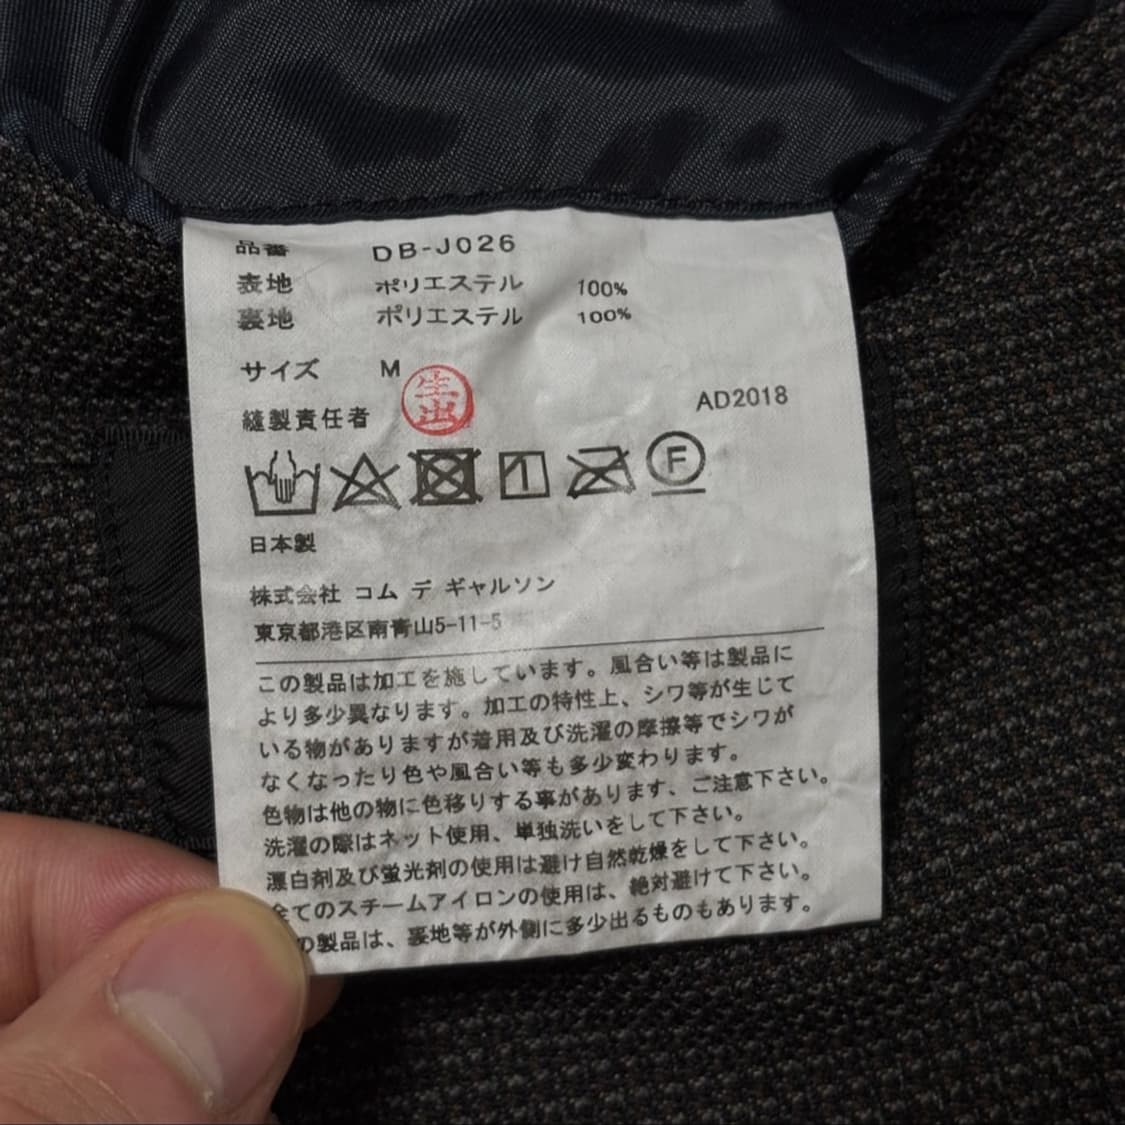 品番 DB-J026
表地 ポリエステル 100%
裏地 ポリエステル 100%
サイズ M
生出
縫製責任者 AD2018
F
日本製
株式会社 コム デ ギャルソン
東京都港区南青山5-11-5
この製品は加工を施しています。風合い等は製品に
より多少異なります。加工の特性上、シワ等が生じて
いる物がありますが着用及び洗濯の摩擦等でシワが
なくなったり色や風合い等も多少変わります。
色物は他の物に色移りする事があります、ご注意下さい。
洗濯の際はネット使用、単独洗いをして下さい。
漂白剤及び蛍光剤の使用は避け自然乾燥をして下さい。
全てのスチームアイロンの使用は、絶対避けて下さい。
の製品は、裏地等が外側に多少出るものもあります。